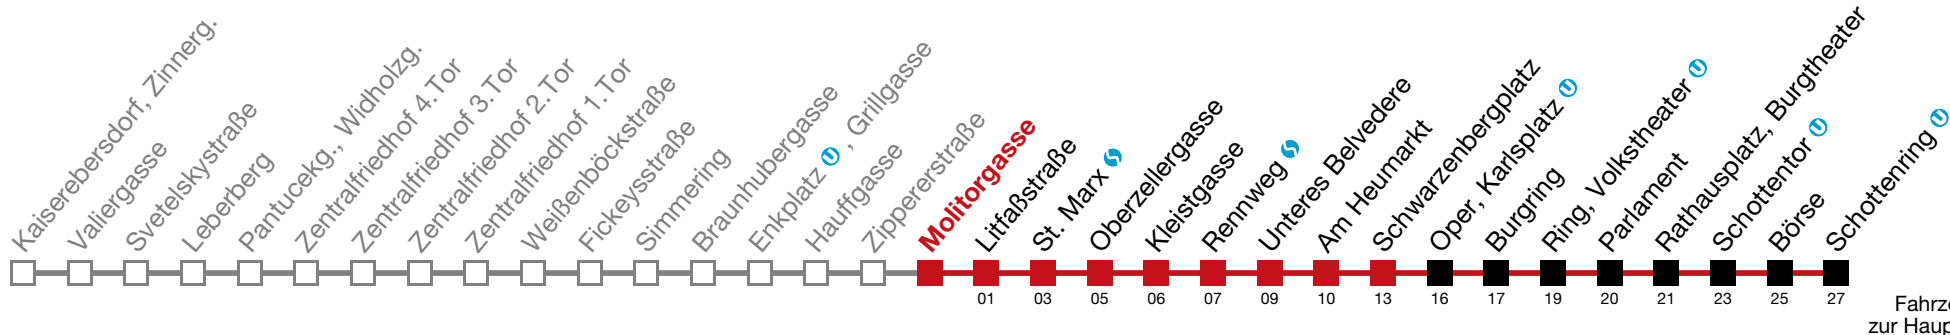 Kaiserebersdorf, Zinnerg.
Valiergasse
Svetelskystraße
Leberberg
Pantucekg., Widholzg.
Zentralfriedhof 4. Tor
Zentralfriedhof 3. Tor
Zentralfriedhof 2. Tor
Zentralfriedhof 1. Tor
Weißenböckstraße
Fickeysstraße
Simmering
Braunhubergasse
Enkplatz U, Grillgasse
Hauffgasse
Zippererstraße
Molitorgasse
Litfaßstraße
St. Marx S
Oberzellergasse
Kleistgasse
Rennweg S
Unteres Belvedere
Am Heumarkt
Schwarzenbergplatz
Oper, Karlsplatz U
Burgring
Ring, Volkstheater U
Parlament
Rathausplatz, Burgtheater
Schottentor U
Börse
Schottenring U
01 03 05 06 07 09 10 13 16 17 19 20 21 23 25 27
zur